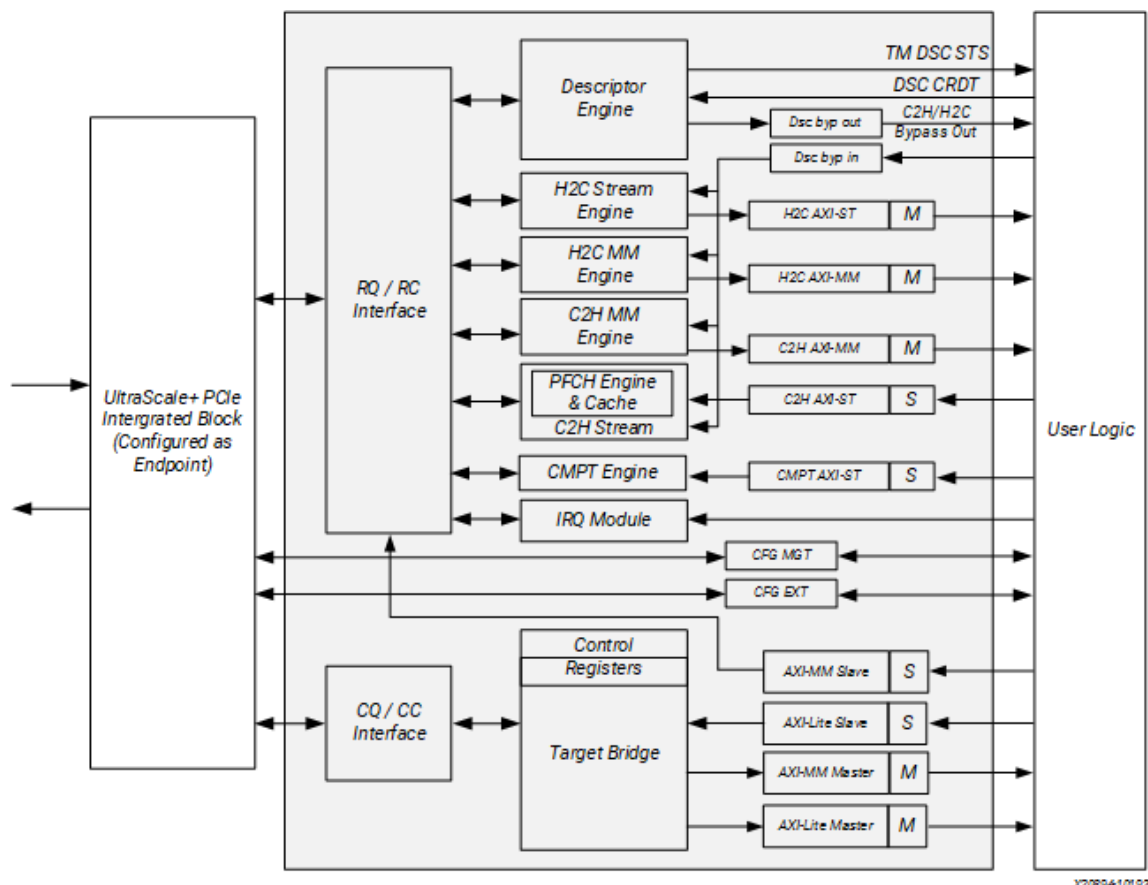 TM DSC STS
Descriptor
Engine
DSC CRDT
Dsc byp out
C2H/H2C
Bypass Out
Dsc byp in
H2C Stream
Engine
H2C AXI-ST
M
RQ / RC
Interface
H2C MM
Engine
H2C AXI-MM
M
C2H MM
Engine
C2H AXI-MM
M
UltraScale+ PCIe
Intergrated Block
(Configured as
Endpoint)
PFCH Engine
& Cache
C2H Stream
C2H AXI-ST
S
User Logic
CMPT Engine
CMPT AXI-ST
S
IRQ Module
CFG MGT
CFG EXT
Control
Registers
AXI-MM Slave
S
CQ / CC
Interface
AXI-Lite Slave
S
Target Bridge
AXI-MM Master
M
AXI-Lite Master
M